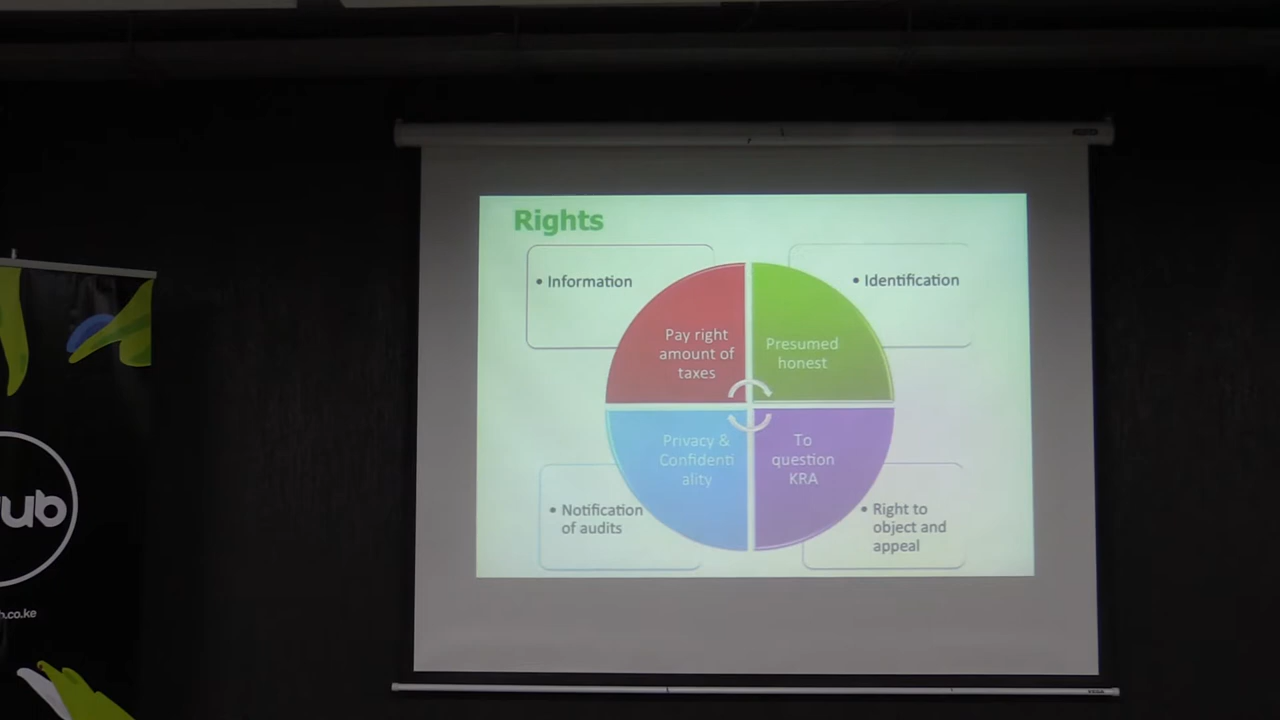 Rights
• Information
• Identification
Pay right
amount of
taxes
Presumed
honest
Privacy &
Confidenti
ality
To
question
KRA
• Notification
of audits
• Right to
object and
appeal
ub
h.co.ke